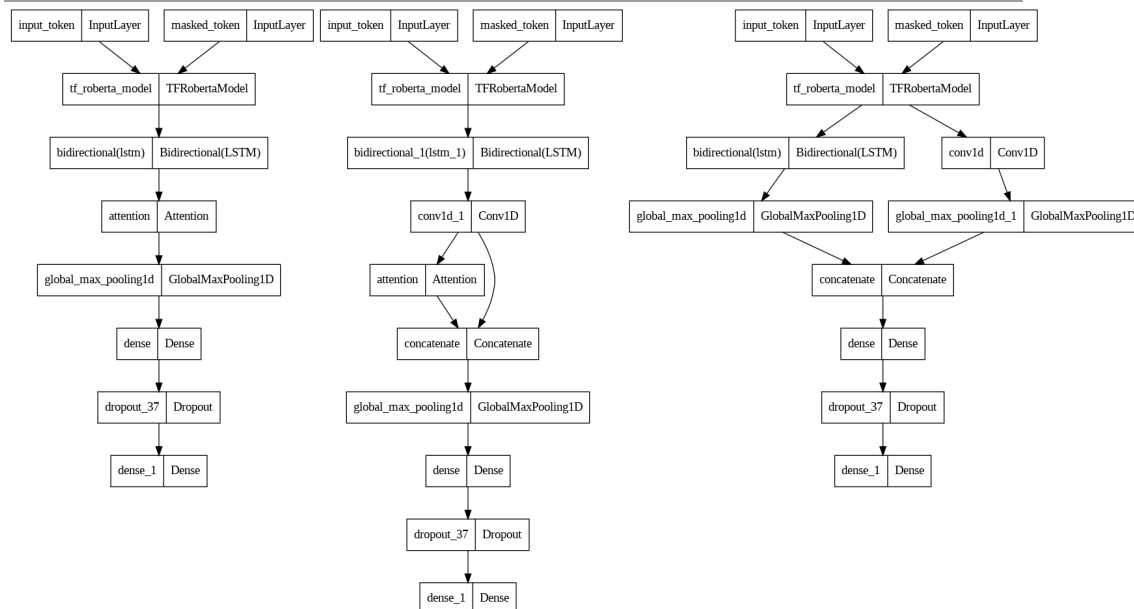 input_token InputLayer
masked_token InputLayer
tf_roberta_model TFRobertaModel
bidirectional(lstm) Bidirectional(LSTM)
attention Attention
global_max_pooling1d GlobalMaxPooling1D
dense Dense
dropout_37 Dropout
dense_1 Dense
input_token InputLayer
masked_token InputLayer
tf_roberta_model TFRobertaModel
bidirectional_1(lstm_1) Bidirectional(LSTM)
conv1d_1 Conv1D
attention Attention
concatenate Concatenate
global_max_pooling1d GlobalMaxPooling1D
dense Dense
dropout_37 Dropout
dense_1 Dense
input_token InputLayer
masked_token InputLayer
tf_roberta_model TFRobertaModel
bidirectional(lstm) Bidirectional(LSTM)
conv1d Conv1D
global_max_pooling1d GlobalMaxPooling1D
global_max_pooling1d_1 GlobalMaxPooling1D
concatenate Concatenate
dense Dense
dropout_37 Dropout
dense_1 Dense